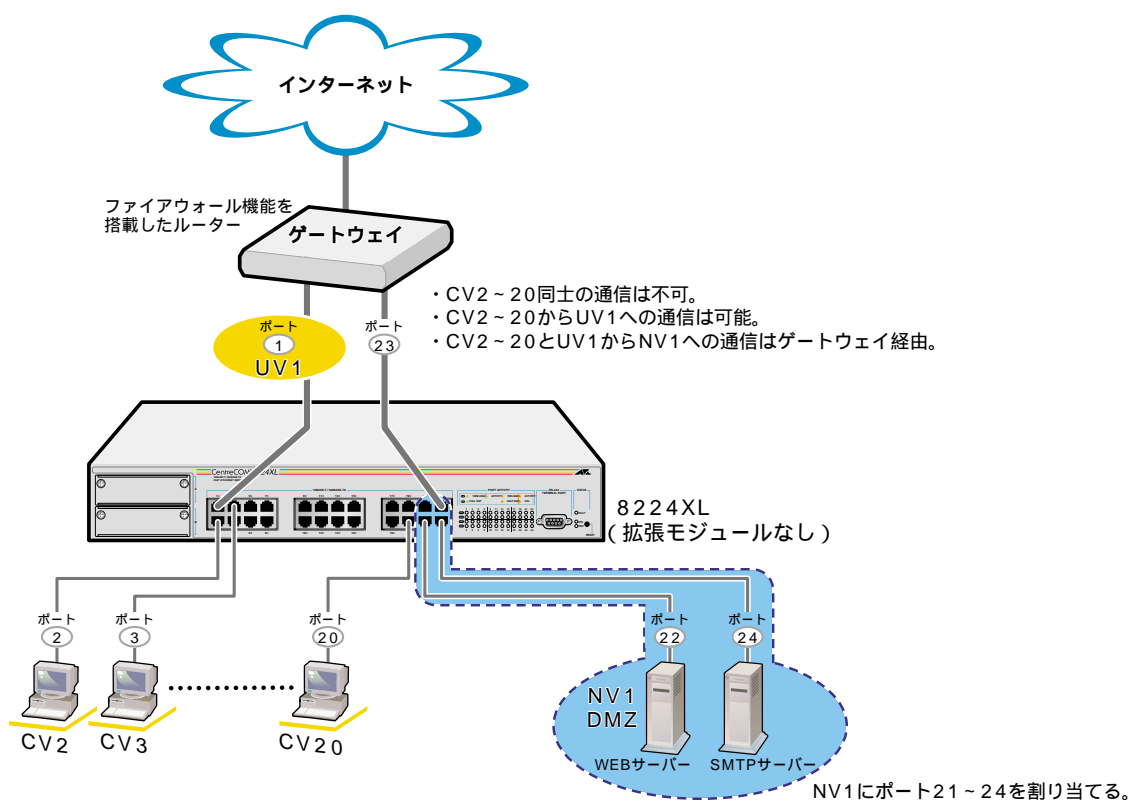 インターネット
ファイアウォール機能を
搭載したルーター
ゲートウェイ
・CV2~20同士の通信は不可。
・CV2~20からUV1への通信は可能。
・CV2~20とUV1からNV1への通信はゲートウェイ経由。
ポート
1
UV1
ポート
23
8224XL
(拡張モジュールなし)
ポート
2
ポート
3
ポート
20
ポート
22
ポート
24
CV2
CV3
CV20
NV1
DMZ
WEBサーバー
SMTPサーバー
NV1にポート21~24を割り当てる。